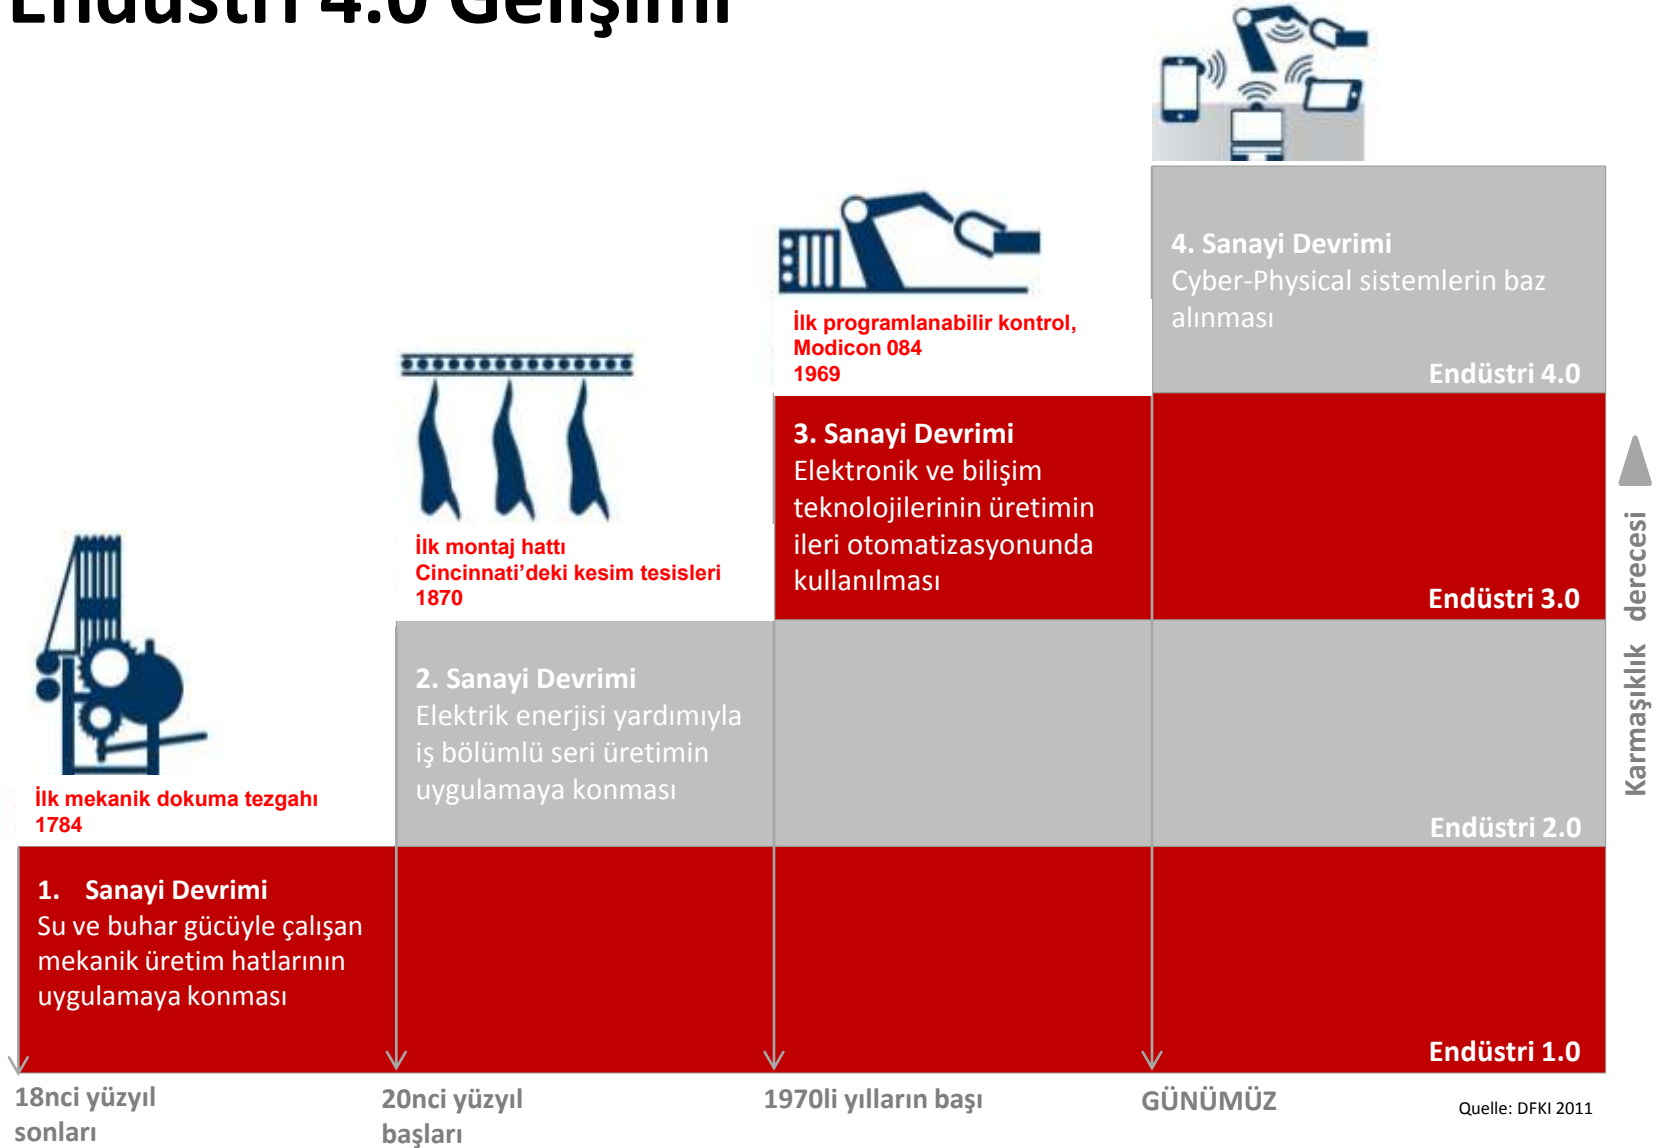 Endüstri 4.0 Gelişimi
4. Sanayi Devrimi
Cyber-Physical sistemlerin baz
alınması
Endüstri 4.0
İlk programlanabilir kontrol,
Modicon 084
1969
3. Sanayi Devrimi
Elektronik ve bilişim
teknolojilerinin üretimin
ileri otomatizasyonunda
kullanılması
Endüstri 3.0
İlk montaj hattı
Cincinnati’deki kesim tesisleri
1870
2. Sanayi Devrimi
Elektrik enerjisi yardımıyla
iş bölümlü seri üretimin
uygulamaya konması
Endüstri 2.0
İlk mekanik dokuma tezgahı
1784
1. Sanayi Devrimi
Su ve buhar gücüyle çalışan
mekanik üretim hatlarının
uygulamaya konması
Endüstri 1.0
Karmaşıklık derecesi
18nci yüzyıl
sonları
20nci yüzyıl
başları
1970li yılların başı
GÜNÜMÜZ
Quelle: DFKI 2011